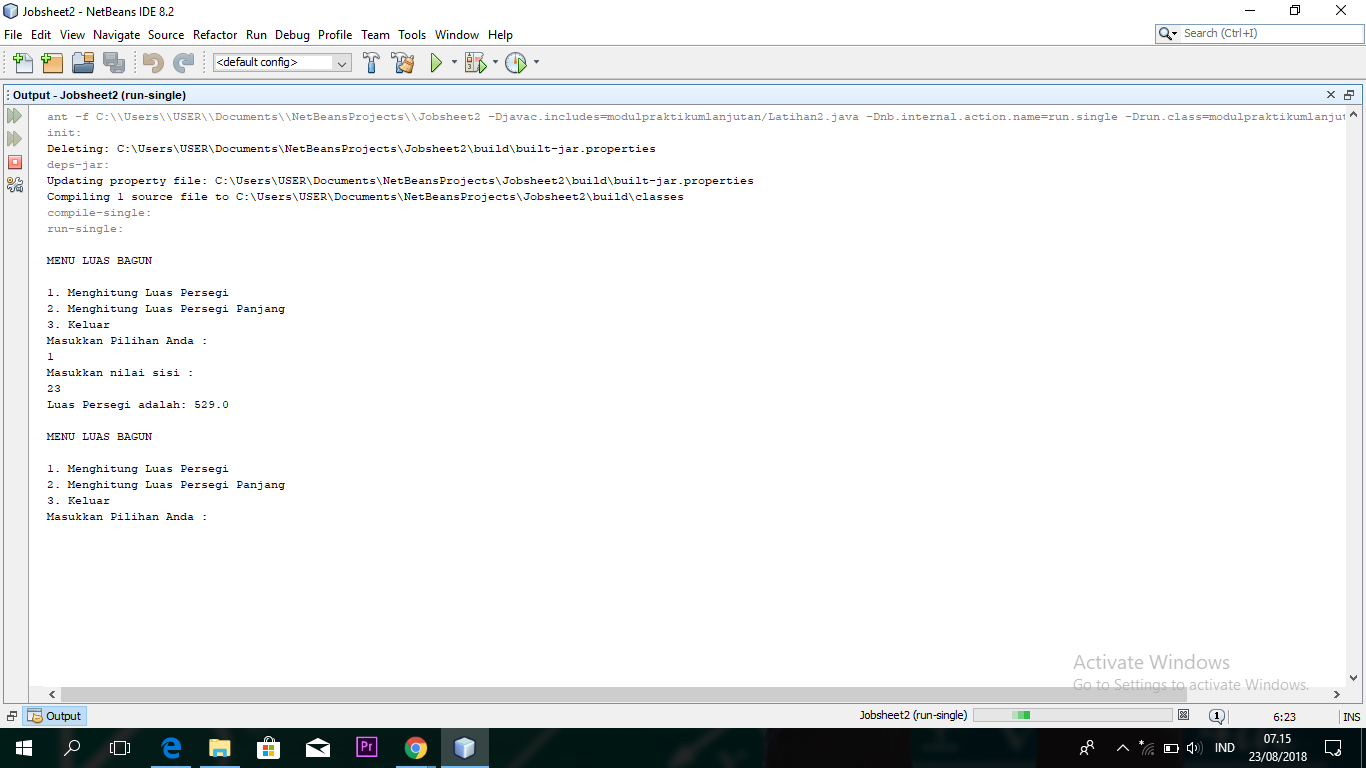 Jobsheet2 - NetBeans IDE 8.2
File Edit View Navigate Source Refactor Run Debug Profile Team Tools Window Help
Search (Ctrl+I)
<default config>
Output - Jobsheet2 (run-single)
ant -f C:\\Users\\USER\\Documents\\NetBeansProjects\\Jobsheet2 -Djavac.includes=modulpraktikumlanjutan/Latihan2.java -Dnb.internal.action.name=run.single -Drun.class=modulpraktikumlanjut
init:
Deleting: C:\Users\USER\Documents\NetBeansProjects\Jobsheet2\build\built-jar.properties
deps-jar:
Updating property file: C:\Users\USER\Documents\NetBeansProjects\Jobsheet2\build\built-jar.properties
Compiling 1 source file to C:\Users\USER\Documents\NetBeansProjects\Jobsheet2\build\classes
compile-single:
run-single:
MENU LUAS BAGUN
1. Menghitung Luas Persegi
2. Menghitung Luas Persegi Panjang
3. Keluar
Masukkan Pilihan Anda :
1
Masukkan nilai sisi :
23
Luas Persegi adalah: 529.0
MENU LUAS BAGUN
1. Menghitung Luas Persegi
2. Menghitung Luas Persegi Panjang
3. Keluar
Masukkan Pilihan Anda :
Activate Windows
Go to Settings to activate Windows.
Output
Jobsheet2 (run-single)
1
6:23
INS
Pr
IND
07.15
23/08/2018